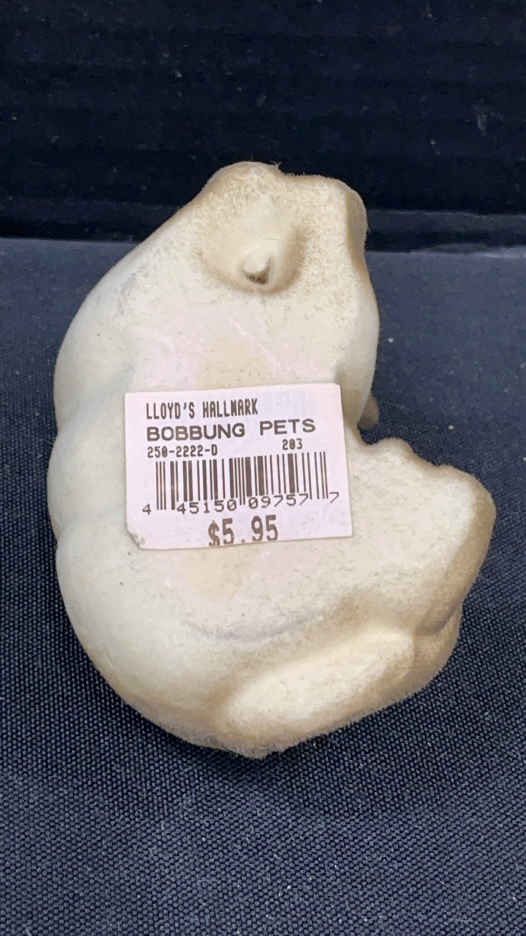 LLOYD'S HALLMARK
BOBBUNG PETS
250-2222-D 203
4 45150 09757 7
$5.95